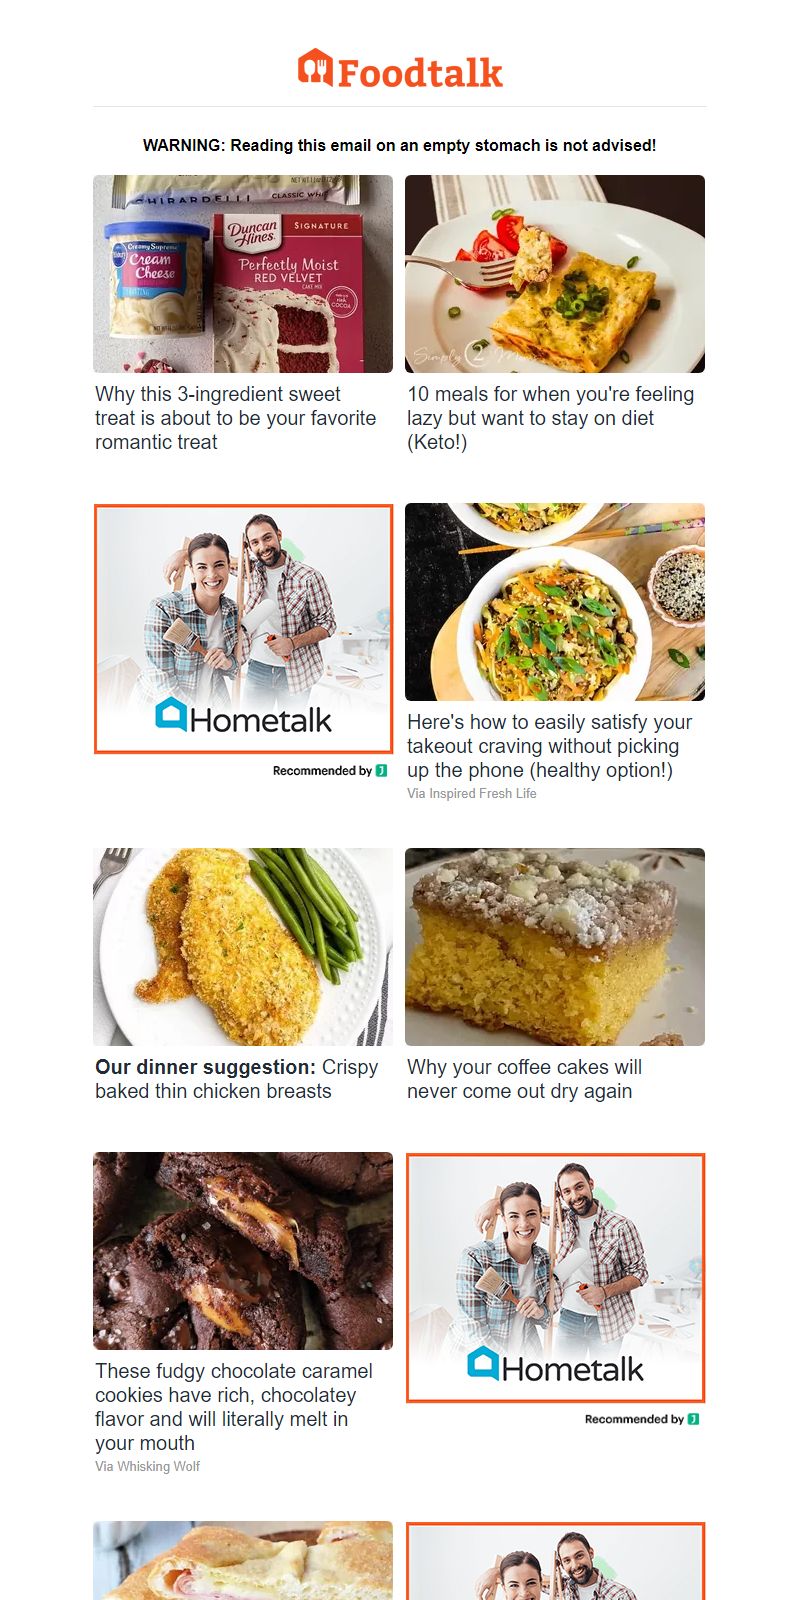 Foodtalk
WARNING: Reading this email on an empty stomach is not advised!
GHIRARDELLI
CLASSIC WHI
Creamy Supreme
Cream
Cheese
Duncan
Hines
SIGNATURE
Perfectly Moist
RED VELVET
CAKE MIX
COCOA
Why this 3-ingredient sweet
treat is about to be your favorite
romantic treat
Simply 2
10 meals for when you're feeling
lazy but want to stay on diet
(Keto!)
Hometalk
Recommended by
Here's how to easily satisfy your
takeout craving without picking
up the phone (healthy option!)
Via Inspired Fresh Life
Our dinner suggestion: Crispy
baked thin chicken breasts
Why your coffee cakes will
never come out dry again
These fudgy chocolate caramel
cookies have rich, chocolatey
flavor and will literally melt in
your mouth
Via Whisking Wolf
Hometalk
Recommended by